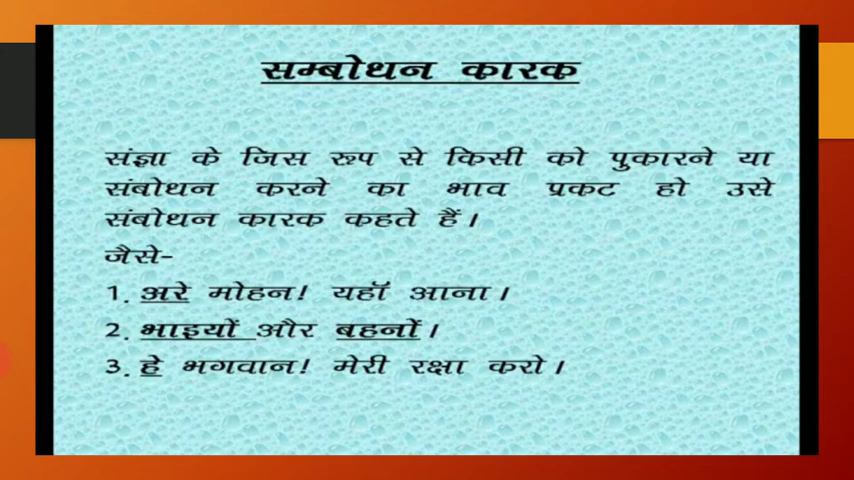 सम्बोधन कारक
संज्ञा के जिस रुप से किसी को पुकारने या
संबोधन करने का भाव प्रकट हो उसे
संबोधन कारक कहते हैं।
जैसे-
1. अरे मोहन! यहॉ आना।
2. भाइयों और बहनों।
3. हे भगवान! मेरी रक्षा करो।